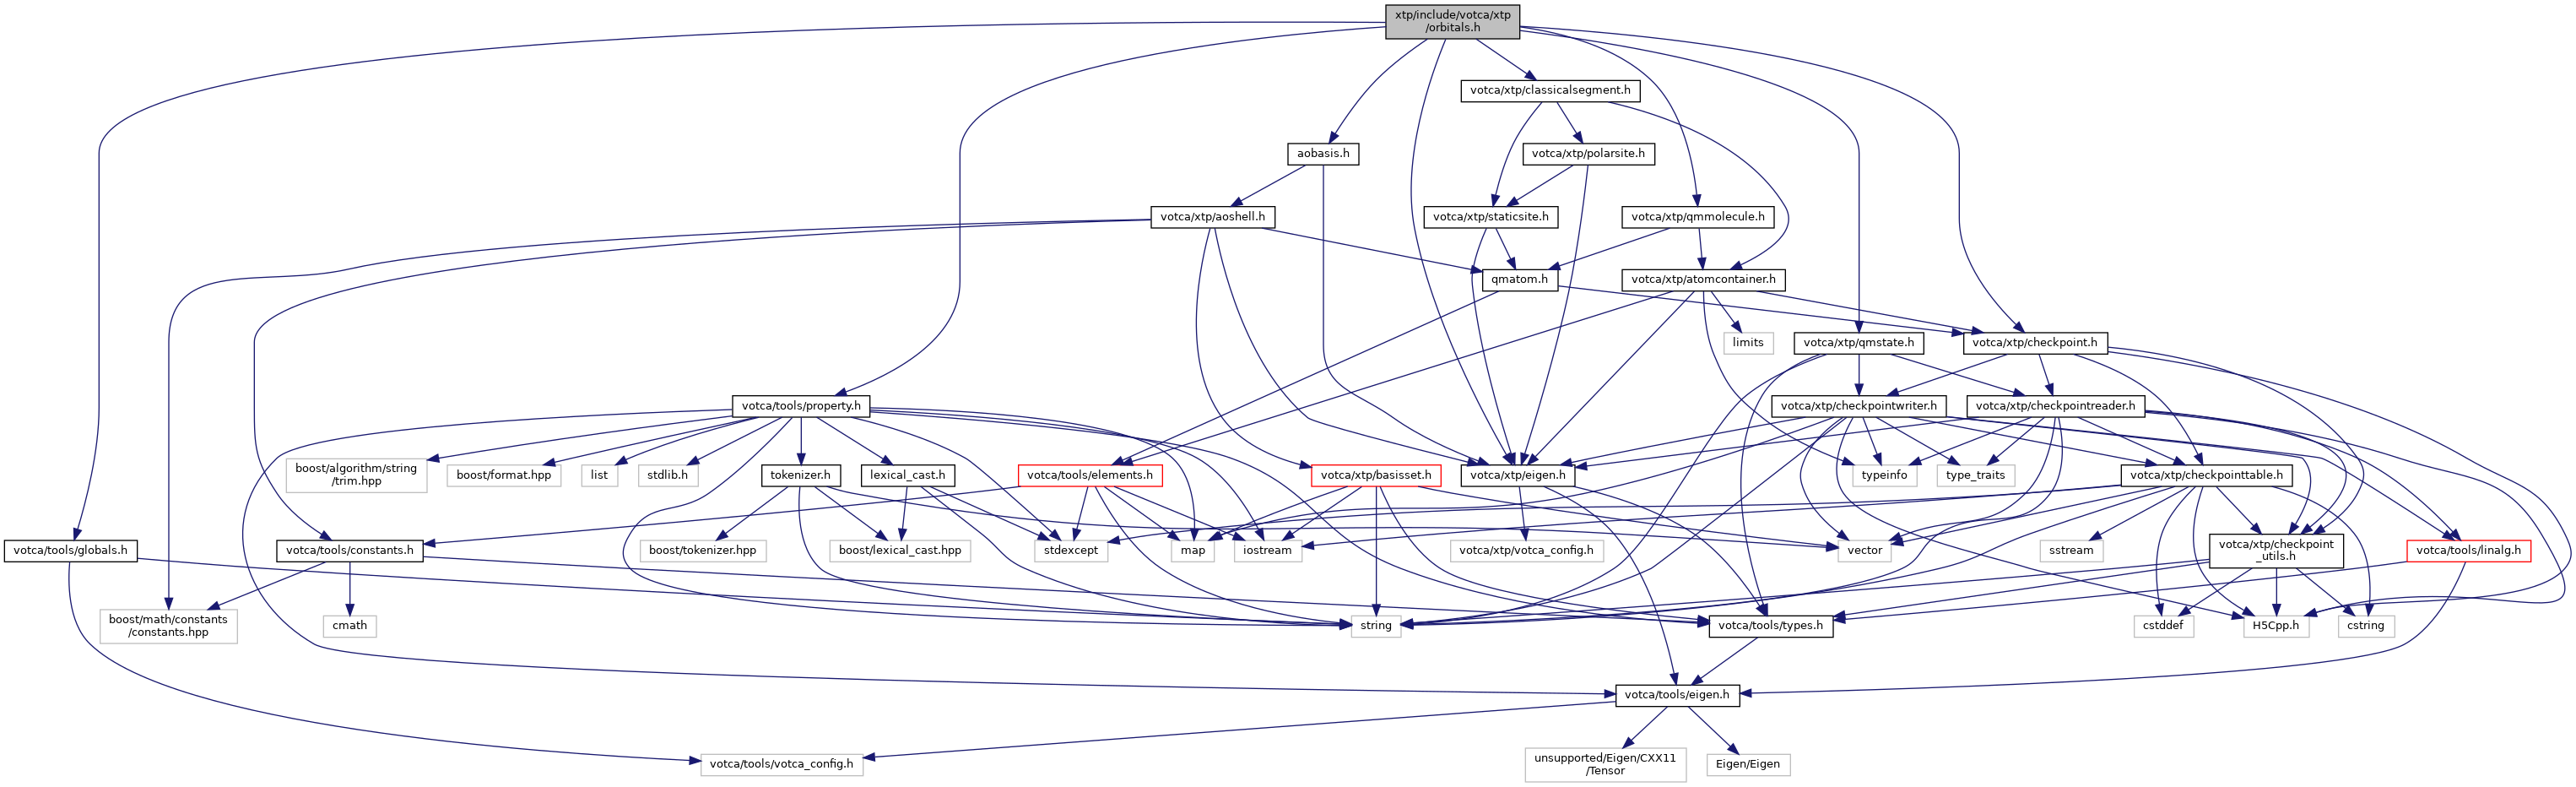 xtp/include/votca/xtp
/orbitals.h
votca/xtp/classicalsegment.h
aobasis.h
votca/xtp/polarsite.h
votca/xtp/aoshell.h
votca/xtp/staticsite.h
votca/xtp/qmmolecule.h
qmatom.h
votca/xtp/atomcontainer.h
limits
votca/xtp/qmstate.h
votca/xtp/checkpoint.h
votca/tools/property.h
votca/xtp/checkpointwriter.h
votca/xtp/checkpointreader.h
boost/algorithm/string
/trim.hpp
boost/format.hpp
list
stdlib.h
tokenizer.h
lexical_cast.h
votca/tools/elements.h
votca/xtp/basisset.h
votca/xtp/eigen.h
typeinfo
type_traits
votca/xtp/checkpointtable.h
votca/tools/globals.h
votca/tools/constants.h
boost/tokenizer.hpp
boost/lexical_cast.hpp
stdexcept
map
iostream
votca/xtp/votca_config.h
vector
sstream
votca/xtp/checkpoint
_utils.h
votca/tools/linalg.h
boost/math/constants
/constants.hpp
cmath
string
votca/tools/types.h
cstddef
H5Cpp.h
cstring
votca/tools/eigen.h
votca/tools/votca_config.h
unsupported/Eigen/CXX11
/Tensor
Eigen/Eigen